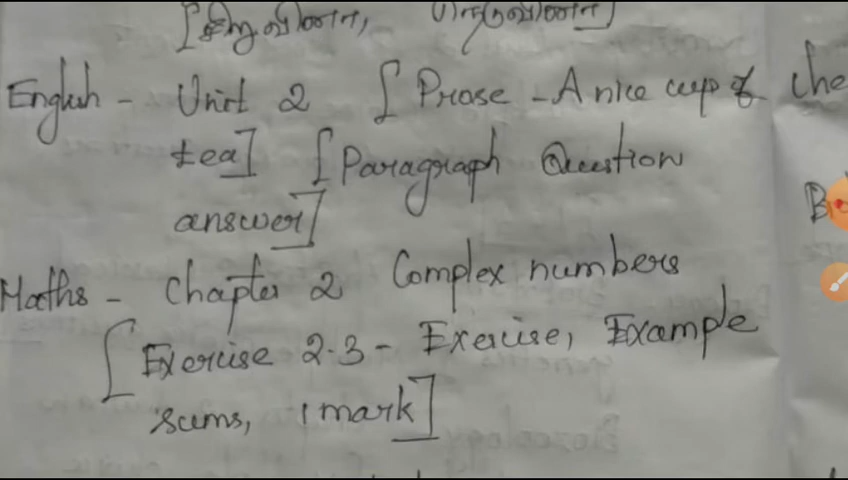 [சிறுவினா, பெருவினா]
English - Unit 2 [Prose - A nice cup of
tea] [Paragraph Question
answer]
Maths - Chapter 2 Complex numbers
[Exercise 2.3 - Exercise, Example
sums, 1 mark]
Che